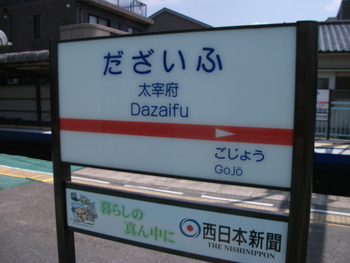 だざいふ
太宰府
Dazaifu
ごじょう
Gojō
暮らしの
真ん中に
西日本新聞
THE NISHINIPPON